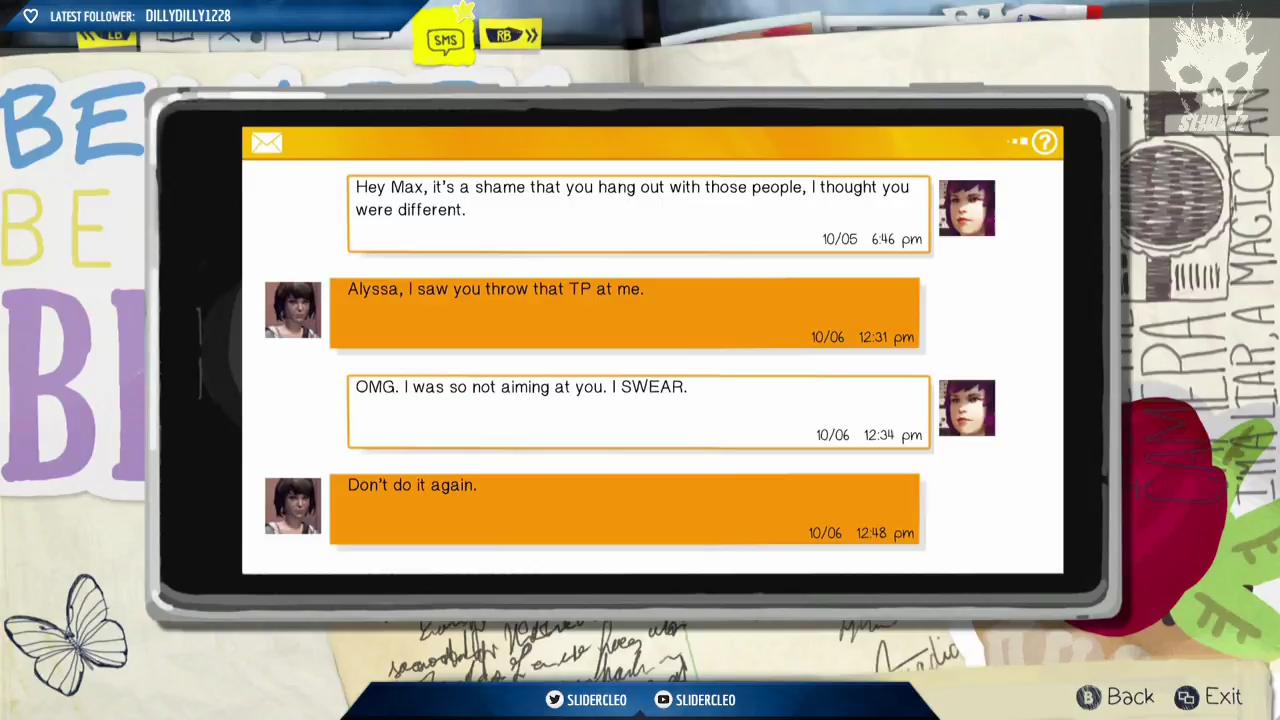 LATEST FOLLOWER: DILLYDILLY1228
LB
SMS
RB
Hey Max, it's a shame that you hang out with those people, I thought you
were different.
10/05 6:46 pm
Alyssa, I saw you throw that TP at me.
10/06 12:31 pm
OMG. I was so not aiming at you. I SWEAR.
10/06 12:34 pm
Don't do it again.
10/06 12:48 pm
BE
BE
SLIDERCLEO
SLIDERCLEO
B Back
Exit